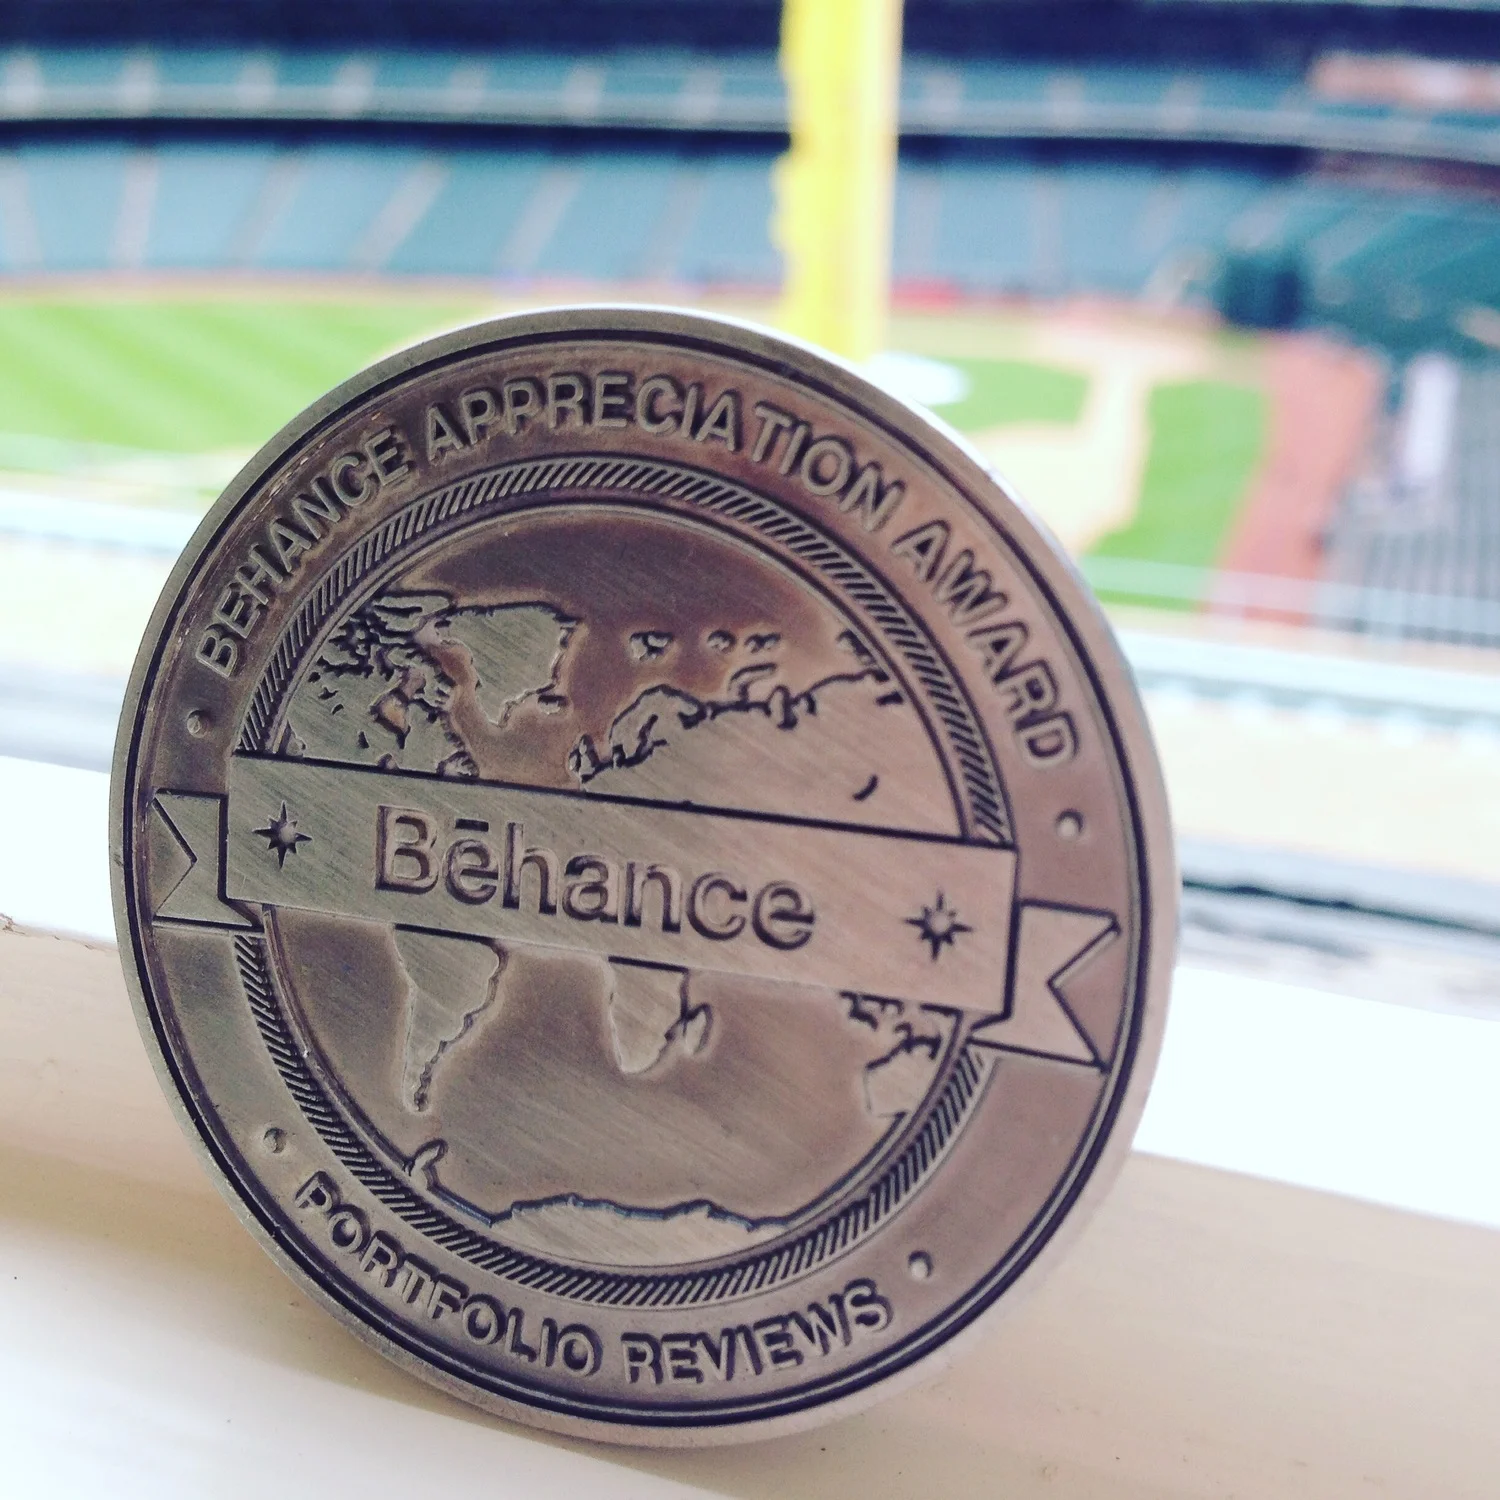 BEHANCE APPRECIATION AWARD
Bēhance
PORTFOLIO REVIEWS